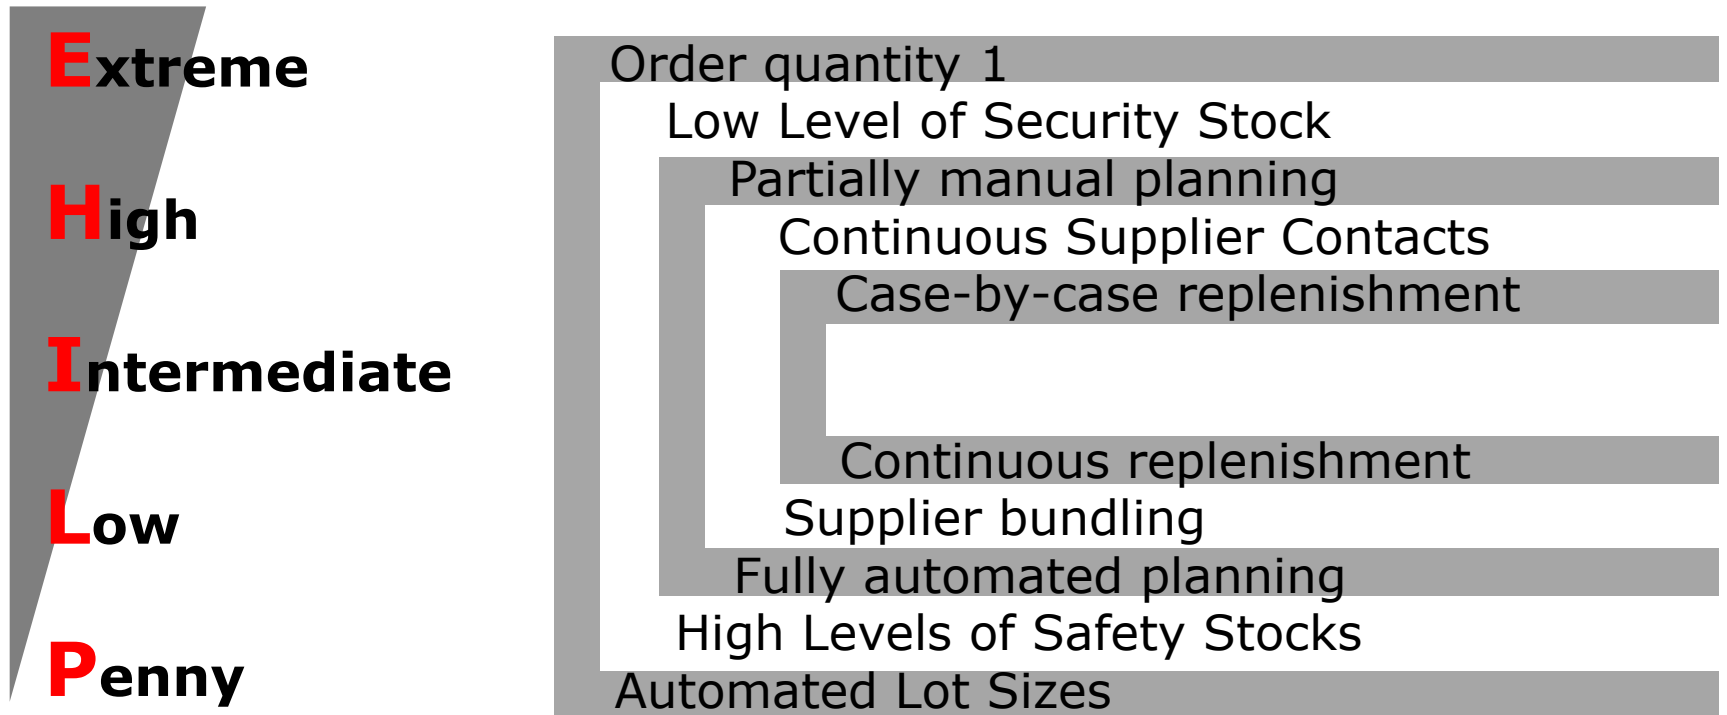 Extreme
High
Intermediate
Low
Penny
Order quantity 1
Low Level of Security Stock
Partially manual planning
Continuous Supplier Contacts
Case-by-case replenishment
Continuous replenishment
Supplier bundling
Fully automated planning
High Levels of Safety Stocks
Automated Lot Sizes